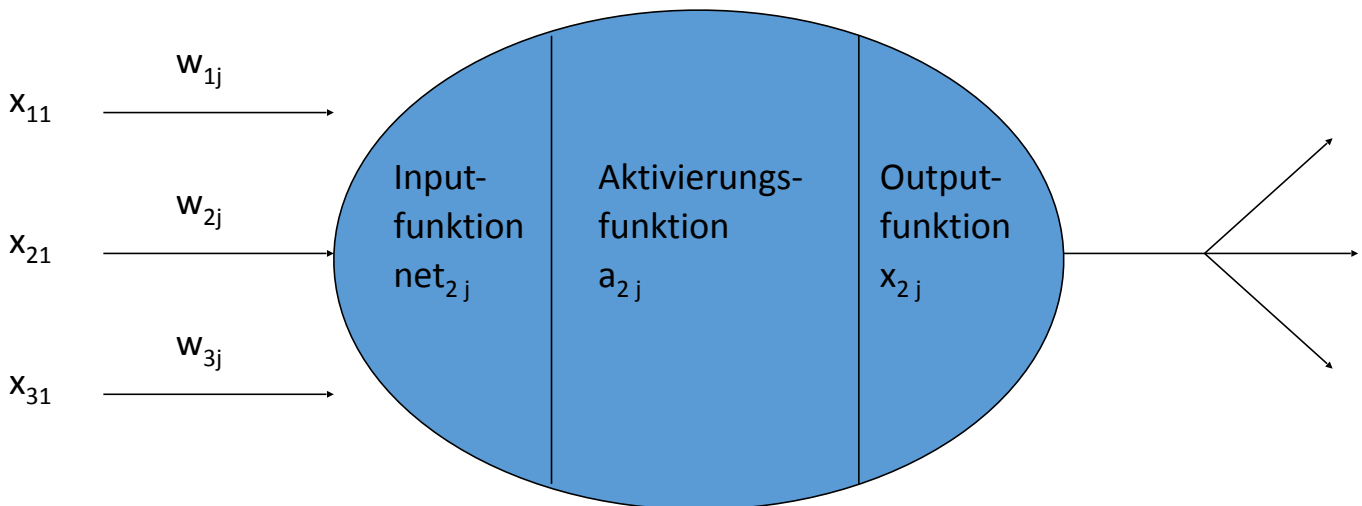 w1j
x11
w2j
x21
w3j
x31
Input-
funktion
net2 j
Aktivierungs-
funktion
a2 j
Output-
funktion
x2 j